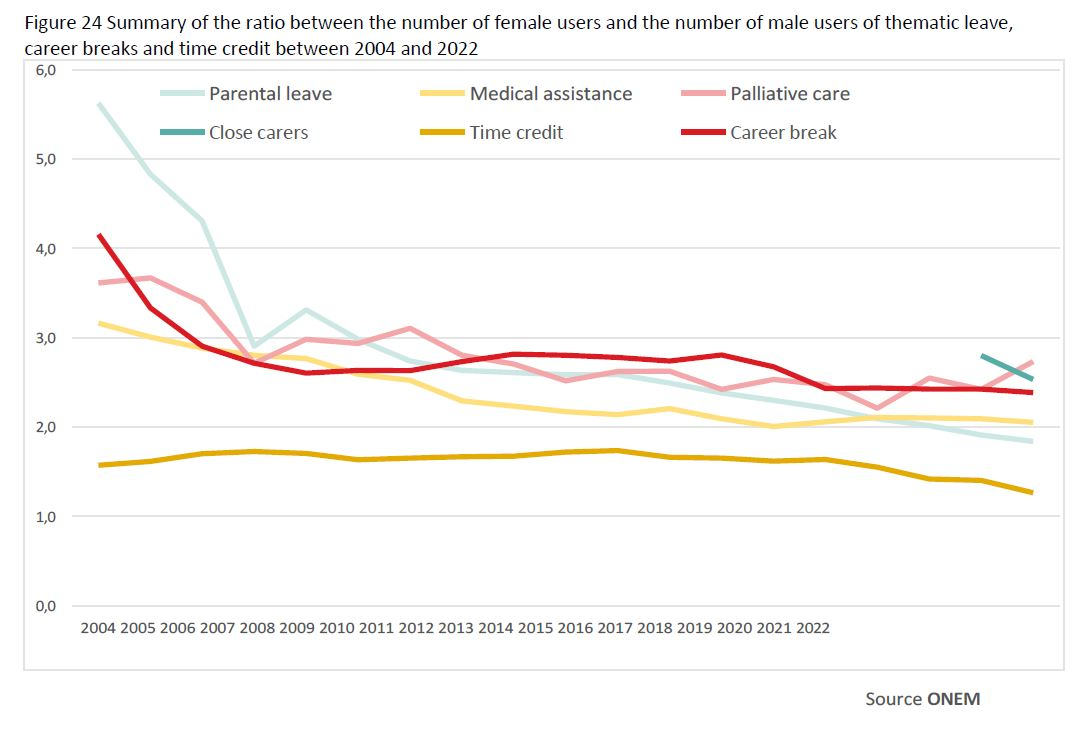 Figure 24 Summary of the ratio between the number of female users and the number of male users of thematic leave,
career breaks and time credit between 2004 and 2022
6,0
Parental leave Medical assistance Palliative care
Close carers Time credit Career break
5,0
4,0
3,0
2,0
1,0
0,0
2004 2005 2006 2007 2008 2009 2010 2011 2012 2013 2014 2015 2016 2017 2018 2019 2020 2021 2022
Source ONEM